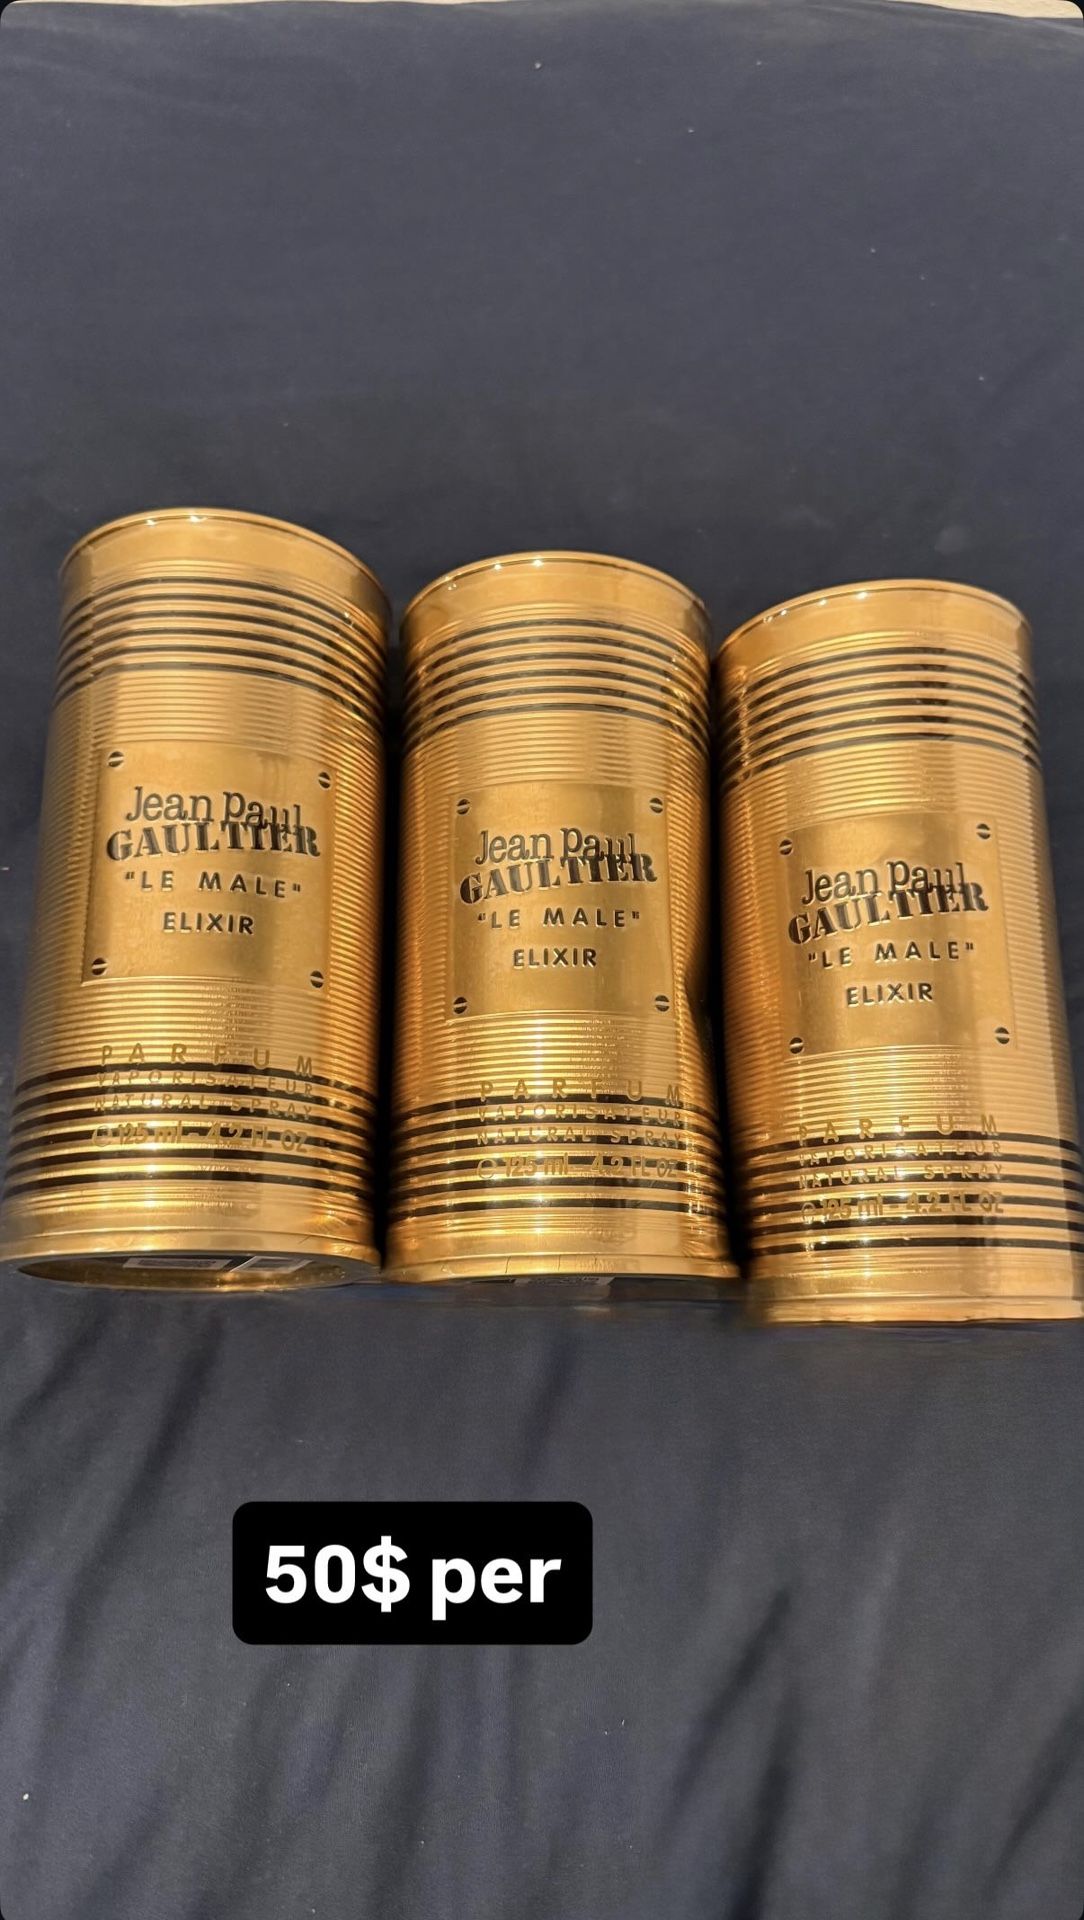 Jean Paul
GAULTIER
"LE MALE"
ELIXIR
PARFUM
VAPORISATEUR
NATURAL SPRAY
℮ 125 ml - 4.2 fl oz
Jean Paul
GAULTIER
"LE MALE"
ELIXIR
PARFUM
VAPORISATEUR
NATURAL SPRAY
℮ 125 ml - 4.2 fl oz
Jean Paul
GAULTIER
"LE MALE"
ELIXIR
PARFUM
VAPORISATEUR
NATURAL SPRAY
℮ 125 ml - 4.2 fl oz
50$ per